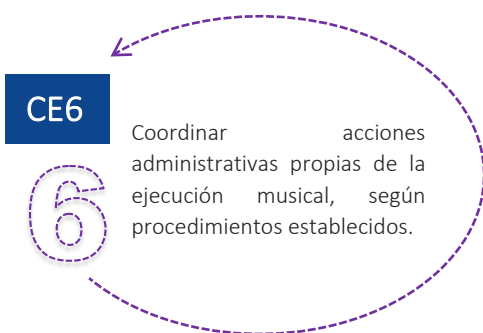 CE6
6
Coordinar acciones
administrativas propias de la
ejecución musical, según
procedimientos establecidos.